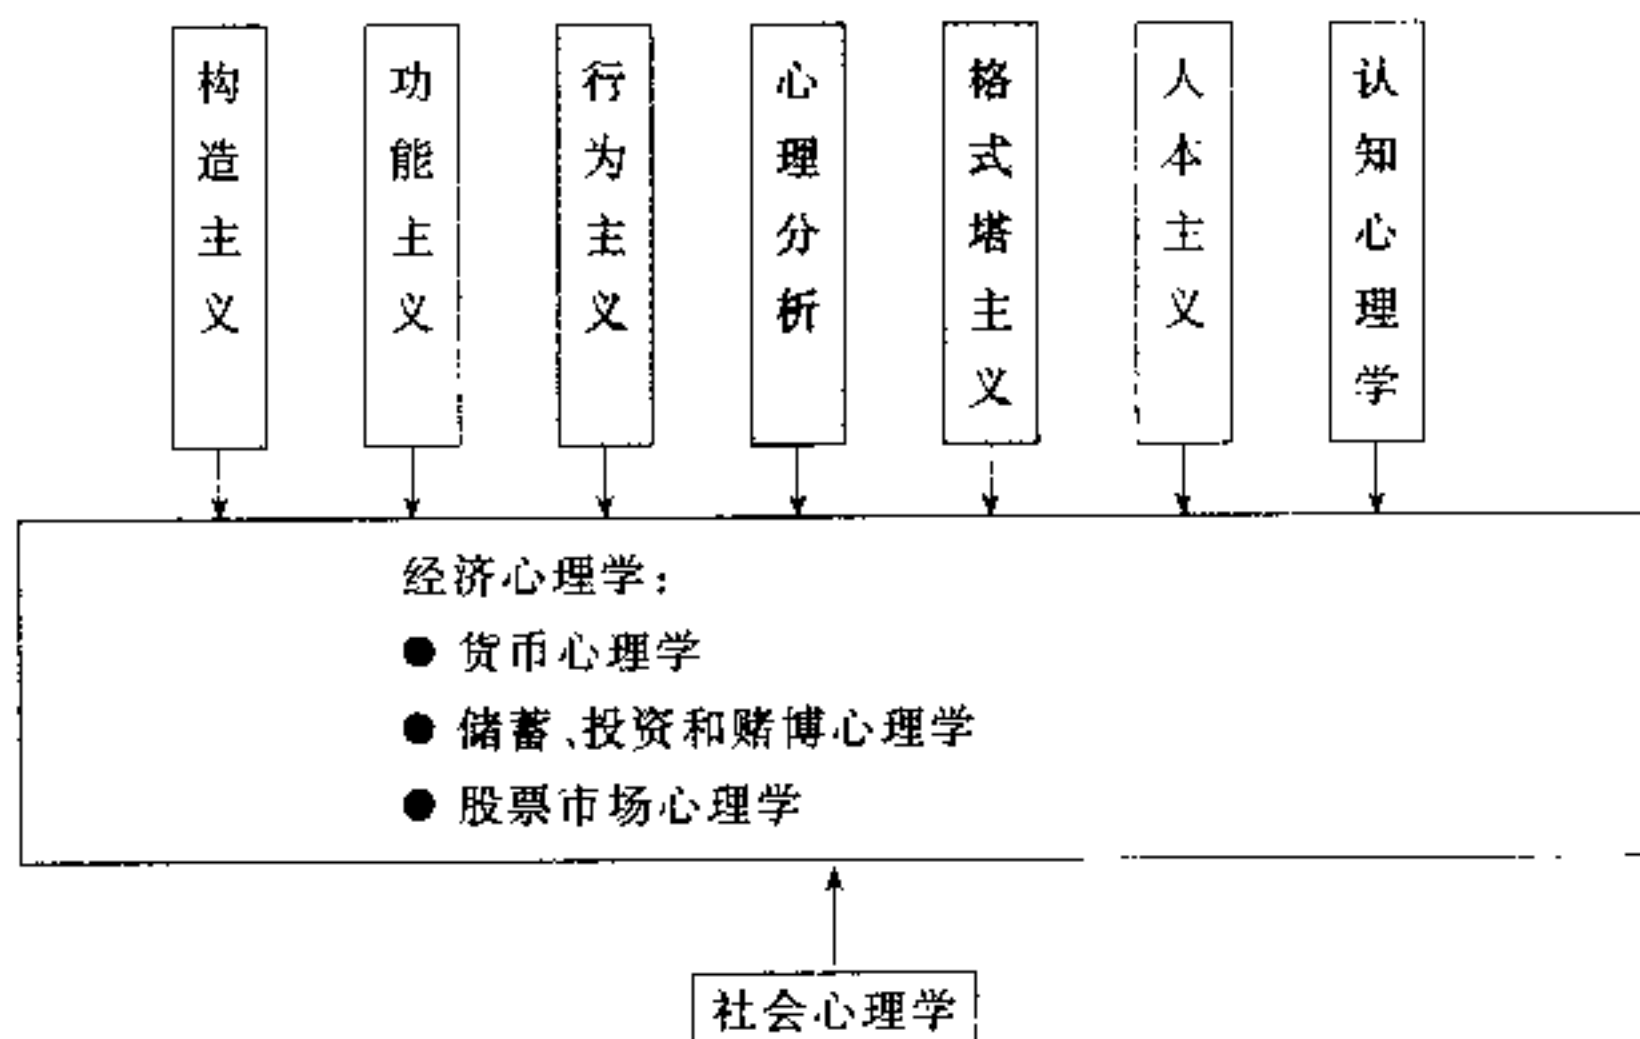 构造主义
功能主义
行为主义
心理分析
格式塔主义
人本主义
认知心理学
经济心理学：
● 货币心理学
● 储蓄、投资和赌博心理学
● 股票市场心理学
社会心理学